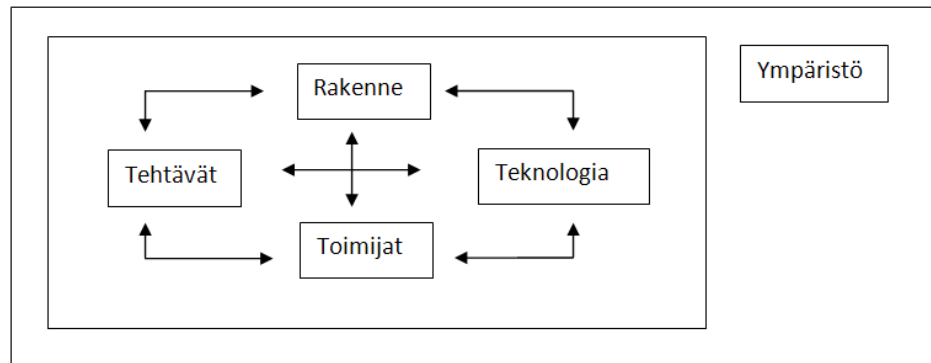 Rakenne
Ympäristö
Tehtävät
Teknologia
Toimijat